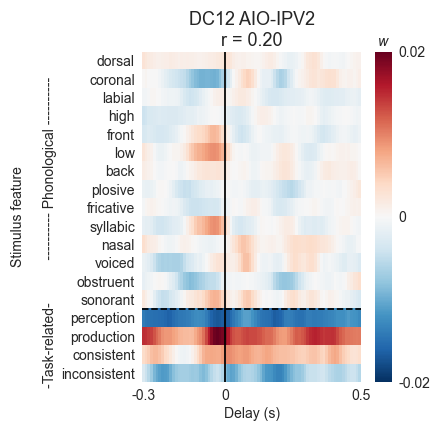 DC12 AIO-IPV2
r = 0.20
w
dorsal
coronal
labial
high
front
low
back
plosive
fricative
syllabic
nasal
voiced
obstruent
sonorant
perception
production
consistent
inconsistent
Stimulus feature
-Task-related-
---------- Phonological ----------
0.02
0
-0.02
-0.3
0
0.5
Delay (s)